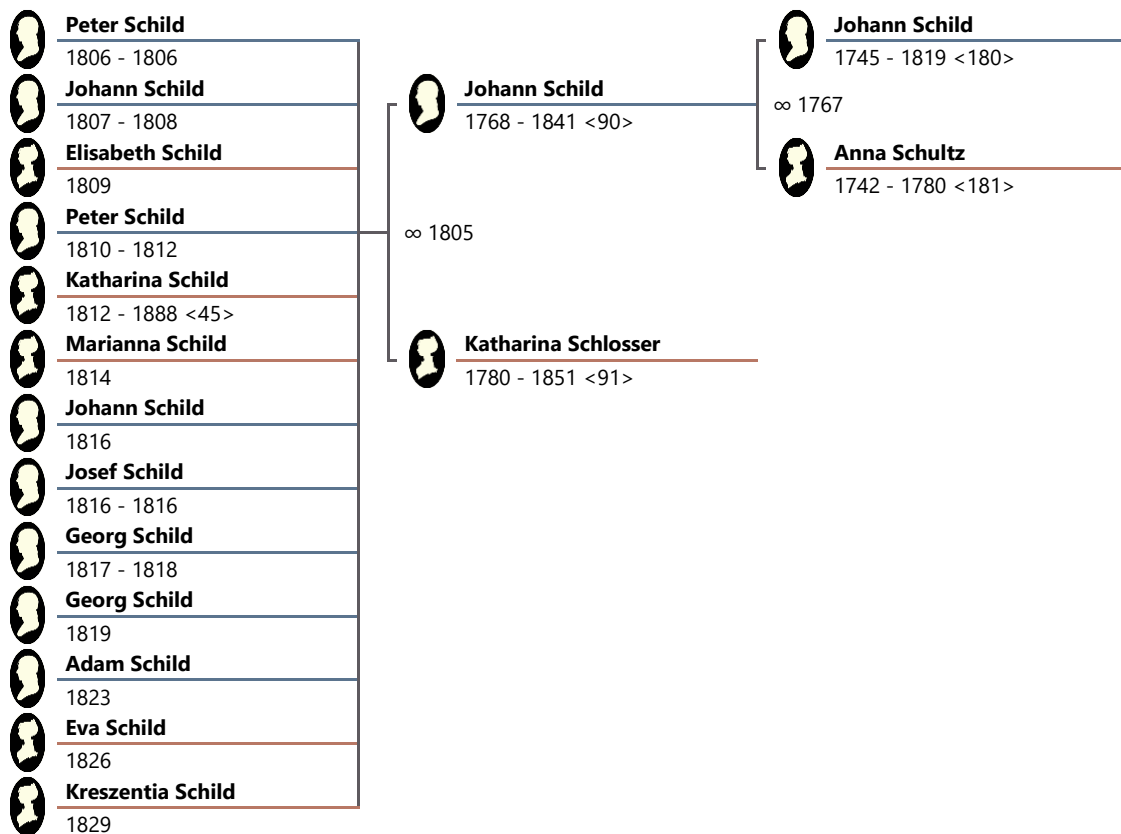 Peter Schild
1806 - 1806
Johann Schild
1807 - 1808
Elisabeth Schild
1809
Peter Schild
1810 - 1812
Katharina Schild
1812 - 1888 <45>
Marianna Schild
1814
Johann Schild
1816
Josef Schild
1816 - 1816
Georg Schild
1817 - 1818
Georg Schild
1819
Adam Schild
1823
Eva Schild
1826
Kreszentia Schild
1829
Johann Schild
1768 - 1841 <90>
∞ 1805
Katharina Schlosser
1780 - 1851 <91>
Johann Schild
1745 - 1819 <180>
∞ 1767
Anna Schultz
1742 - 1780 <181>